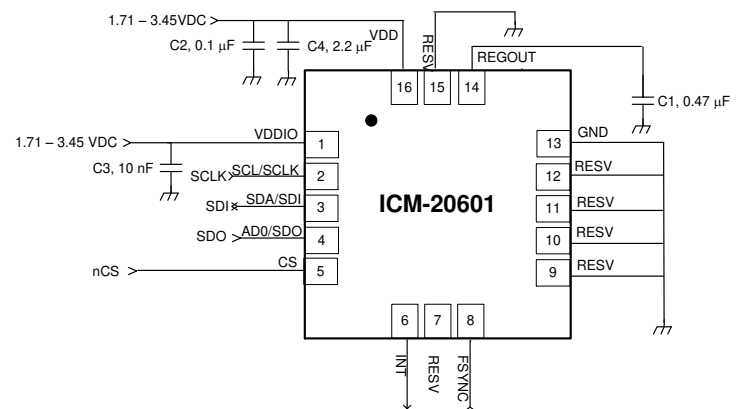 1.71 – 3.45VDC
C2, 0.1 µF
C4, 2.2 µF
VDD
RESV
REGOUT
C1, 0.47 µF
16
15
14
1.71 – 3.45 VDC
VDDIO
1
13
GND
C3, 10 nF
SCLK
SCL/SCLK
2
12
RESV
SDI
SDA/SDI
3
ICM-20601
11
RESV
SDO
AD0/SDO
4
10
RESV
nCS
CS
5
9
RESV
6
7
8
INT
RESV
FSYNC